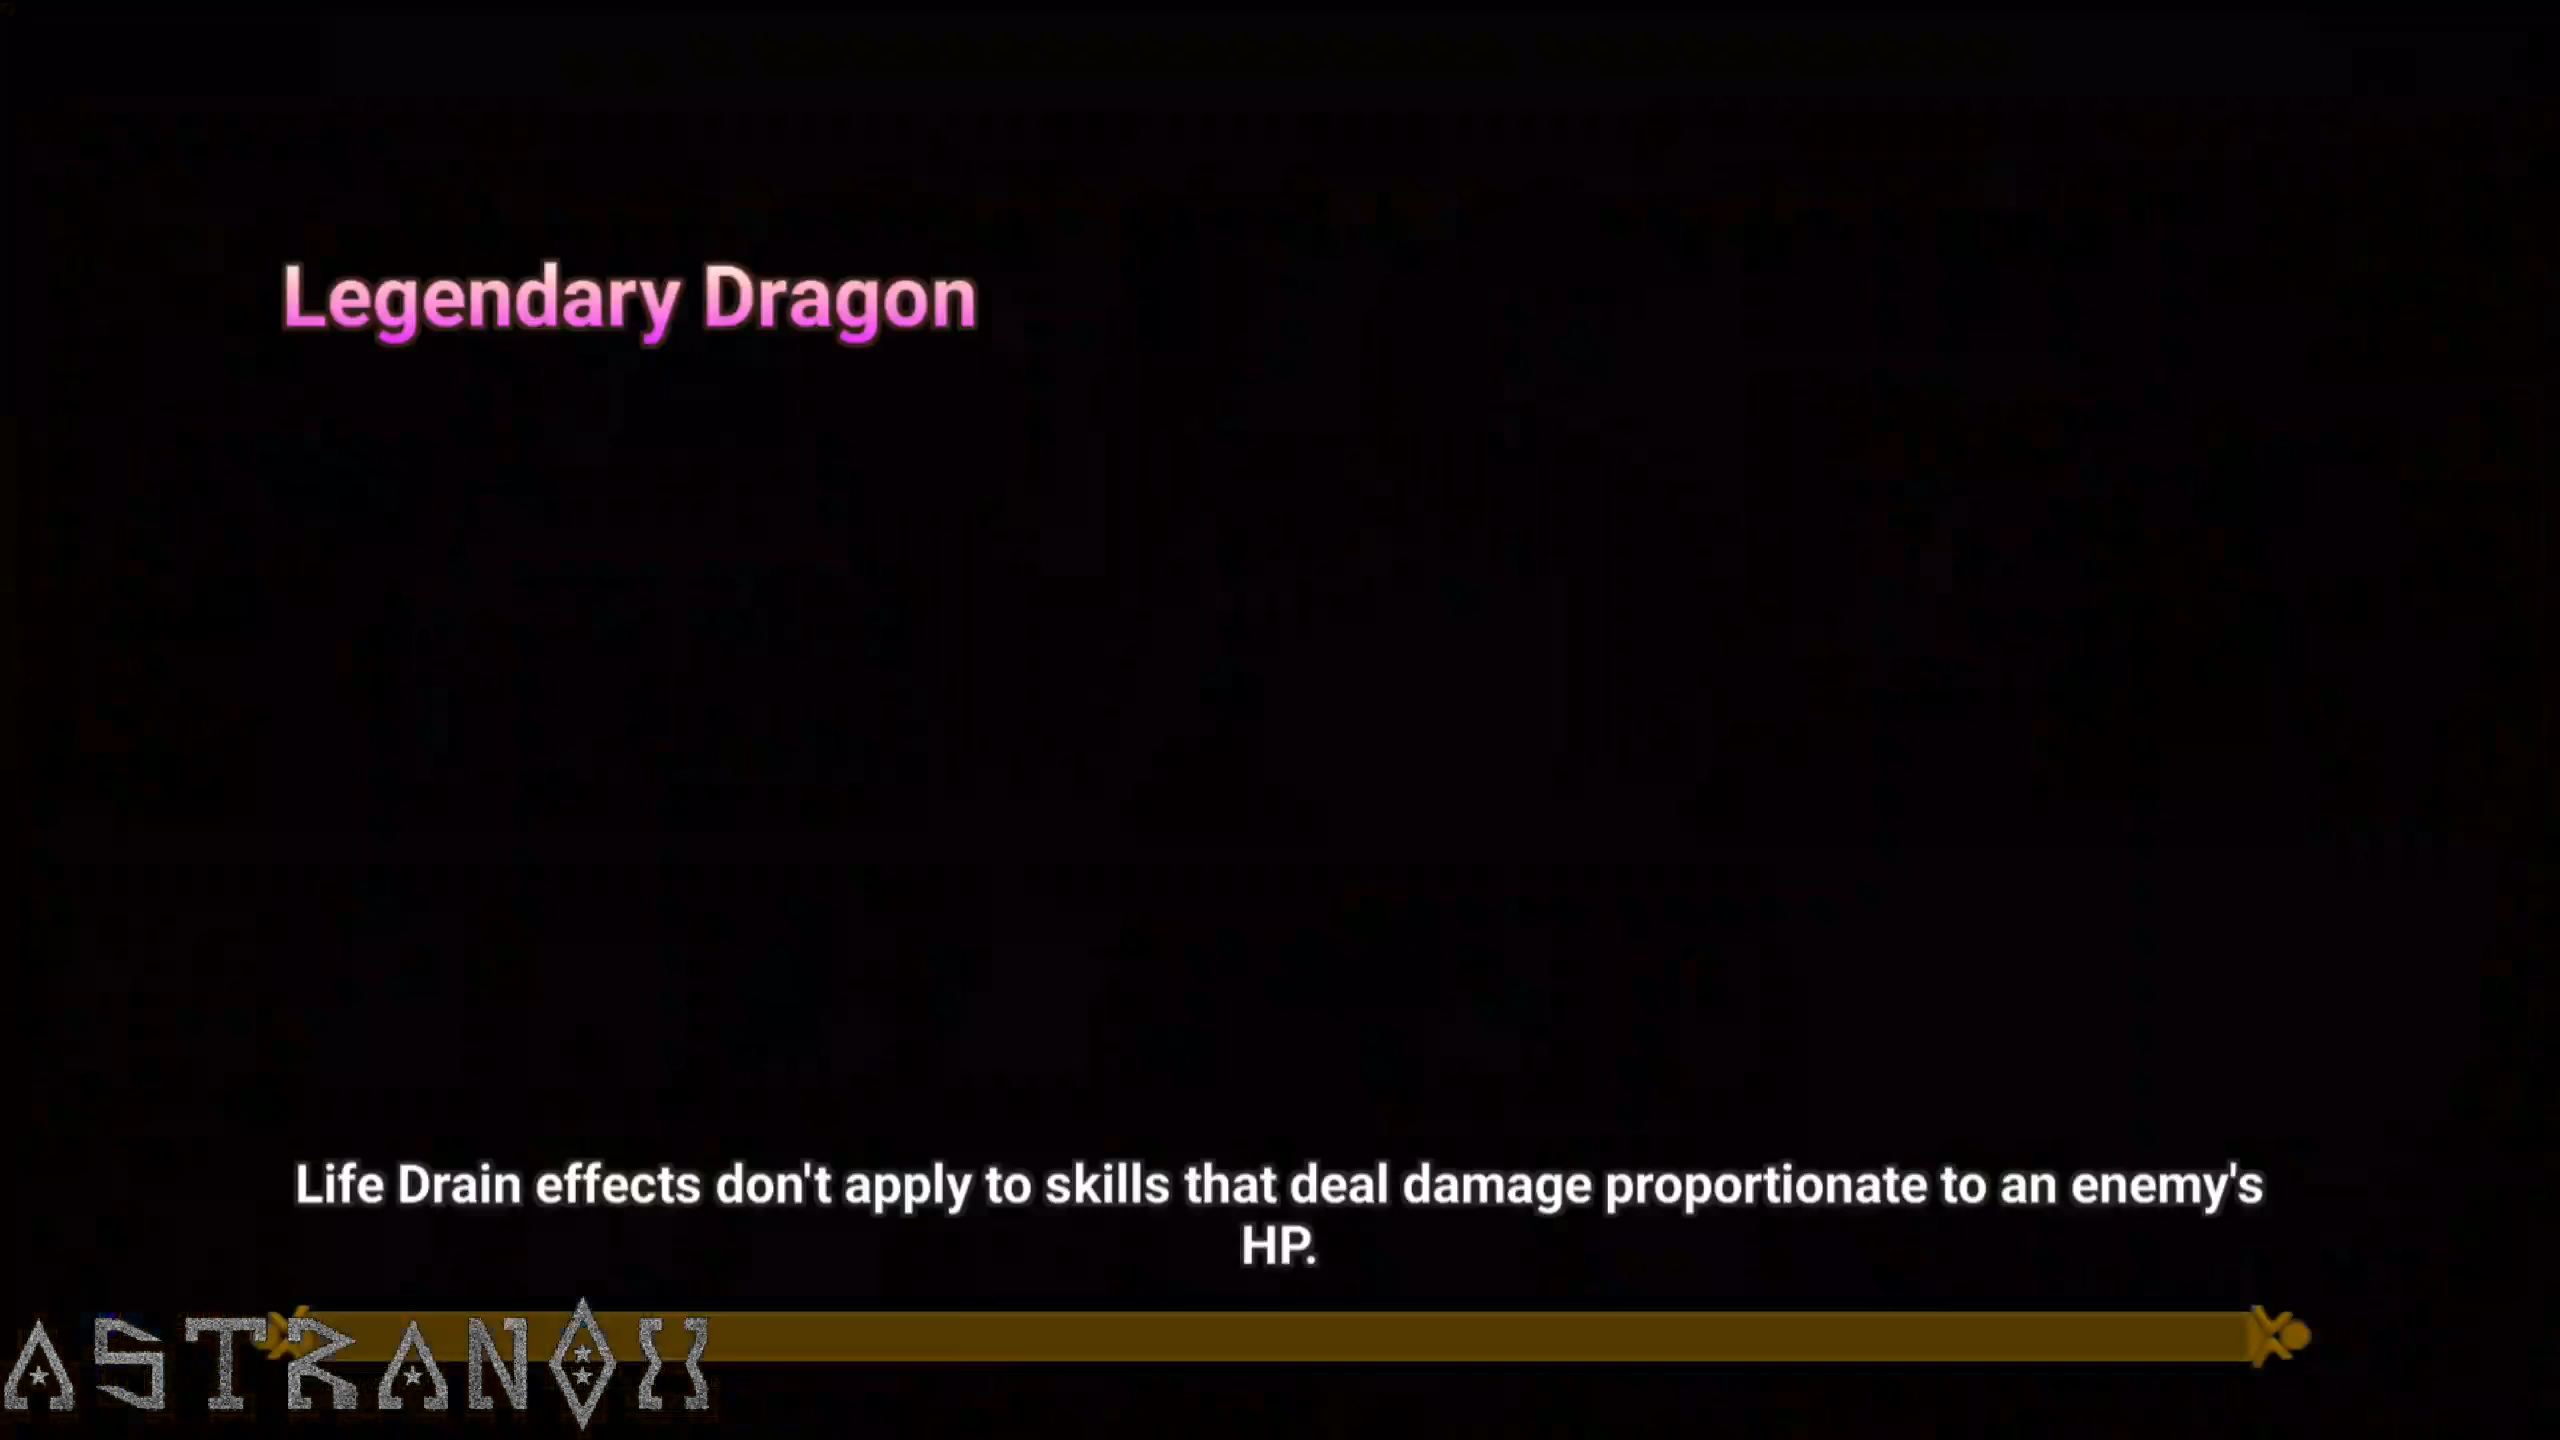 Legendary Dragon
Life Drain effects don't apply to skills that deal damage proportionate to an enemy's
HP.
ASTRANOX